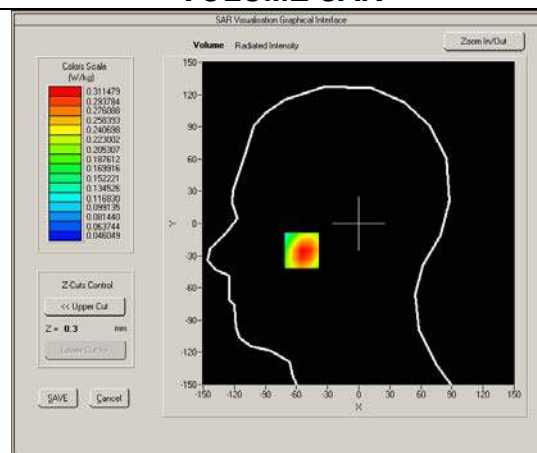 SAR Visualisation Graphical Interface
Volume Radiated Intensity
Zoom In/Out
Colors Scale
(W/kg)
0.311479
0.293784
0.276088
0.258393
0.240698
0.223002
0.205307
0.187612
0.169916
0.152221
0.134526
0.116830
0.099135
0.081440
0.063744
0.046049
Z-Cuts Control
<< Upper Cut
Z = 0.3 mm
Lower Cut >>
SAVE Cancel
150
120
90
60
30
0
-30
-60
-90
-120
-150
Y
-150 -120 -90 -60 -30 0 30 60 90 120 150
X